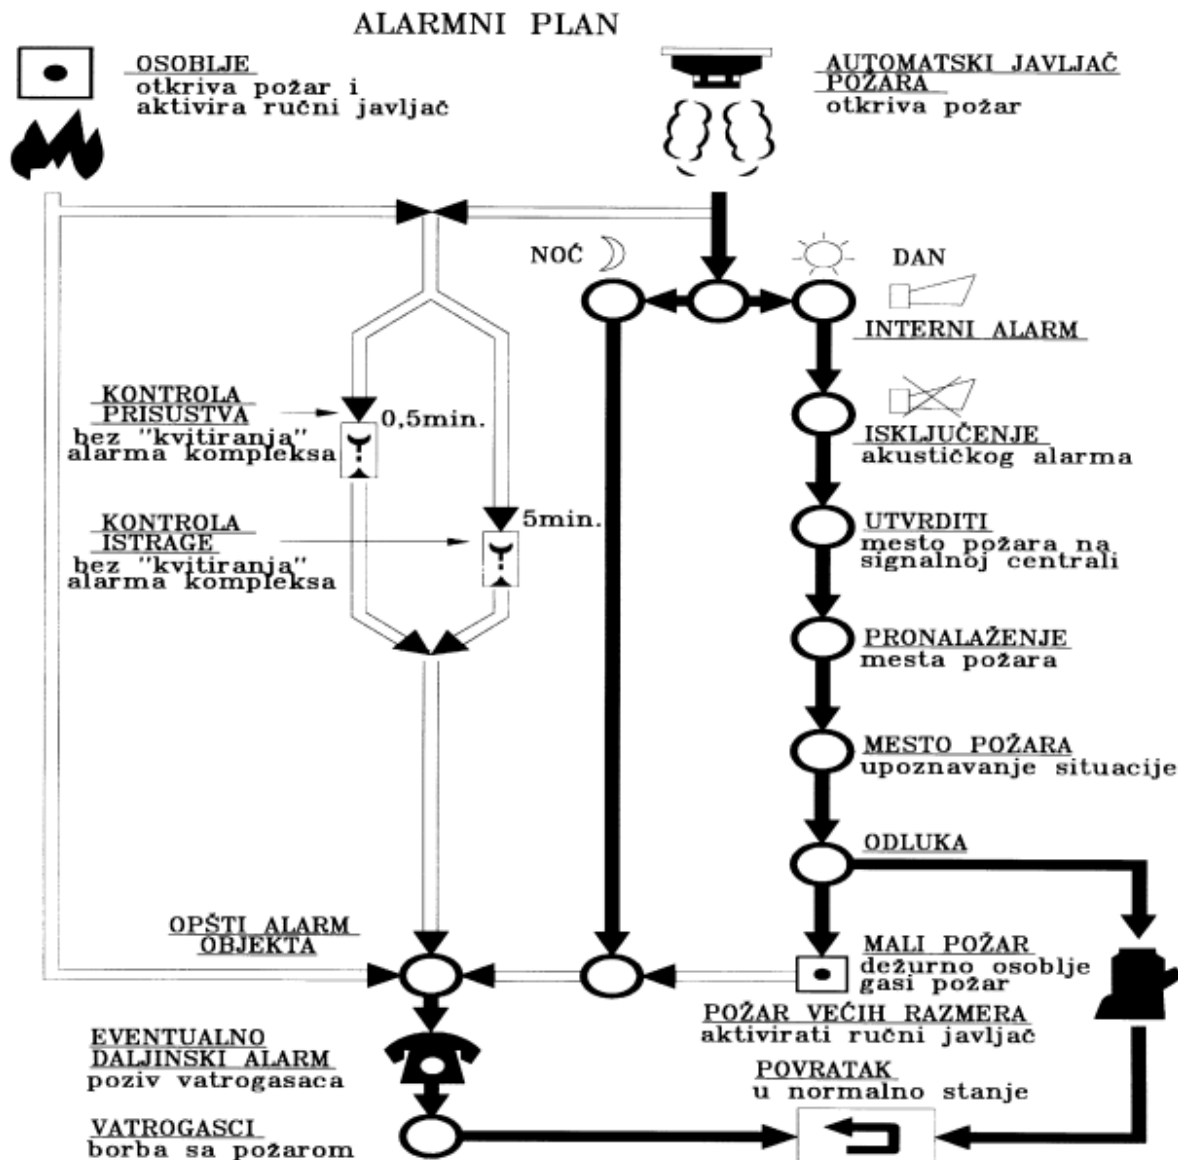 ALARMNI PLAN
OSOBLJE
otkriva požar i
aktivira ručni javljač
AUTOMATSKI JAVLJAČ
POŽARA
otkriva požar
NOĆ
DAN
INTERNI ALARM
KONTROLA
PRISUSTVA
bez "kvitiranja"
alarma kompleksa
0,5min.
ISKLJUČENJE
akustičkog alarma
KONTROLA
ISTRAGE
bez "kvitiranja"
alarma kompleksa
5min.
UTVRDITI
mesto požara na
signalnoj centrali
PRONALAŽENJE
mesta požara
MESTO POŽARA
upoznavanje situacije
ODLUKA
OPŠTI ALARM
OBJEKTA
MALI POŽAR
dežurno osoblje
gasi požar
POŽAR VEĆIH RAZMERA
aktivirati ručni javljač
EVENTUALNO
DALJINSKI ALARM
poziv vatrogasaca
POVRATAK
u normalno stanje
VATROGASCI
borba sa požarom